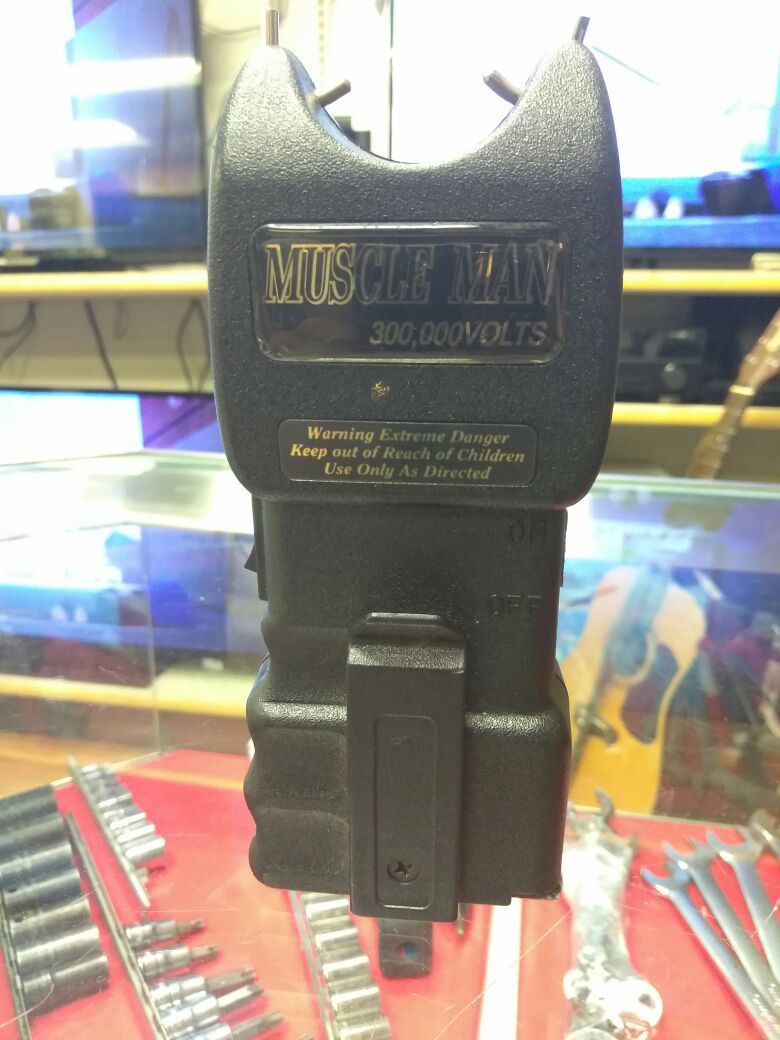 MUSCLE MAN
300,000VOLTS
Warning Extreme Danger
Keep out of Reach of Children
Use Only As Directed
ON
OFF